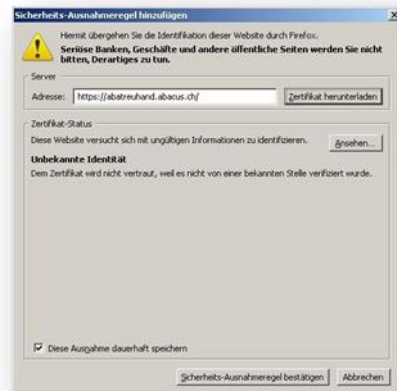 Sicherheits-Ausnahmeregel hinzufügen
Hiermit übergehen Sie die Identifikation dieser Website durch Firefox.
Seriöse Banken, Geschäfte und andere öffentliche Seiten werden Sie nicht
bitten, Derartiges zu tun.
Server
Adresse: https://abatreuhand.abacus.ch/ Zertifikat herunterladen
Zertifikat-Status
Diese Website versucht sich mit ungültigen Informationen zu identifizieren. Ansehen...
Unbekannte Identität
Dem Zertifikat wird nicht vertraut, weil es nicht von einer bekannten Stelle verifiziert wurde.
Diese Ausnahme dauerhaft speichern
Sicherheits-Ausnahmeregel bestätigen Abbrechen